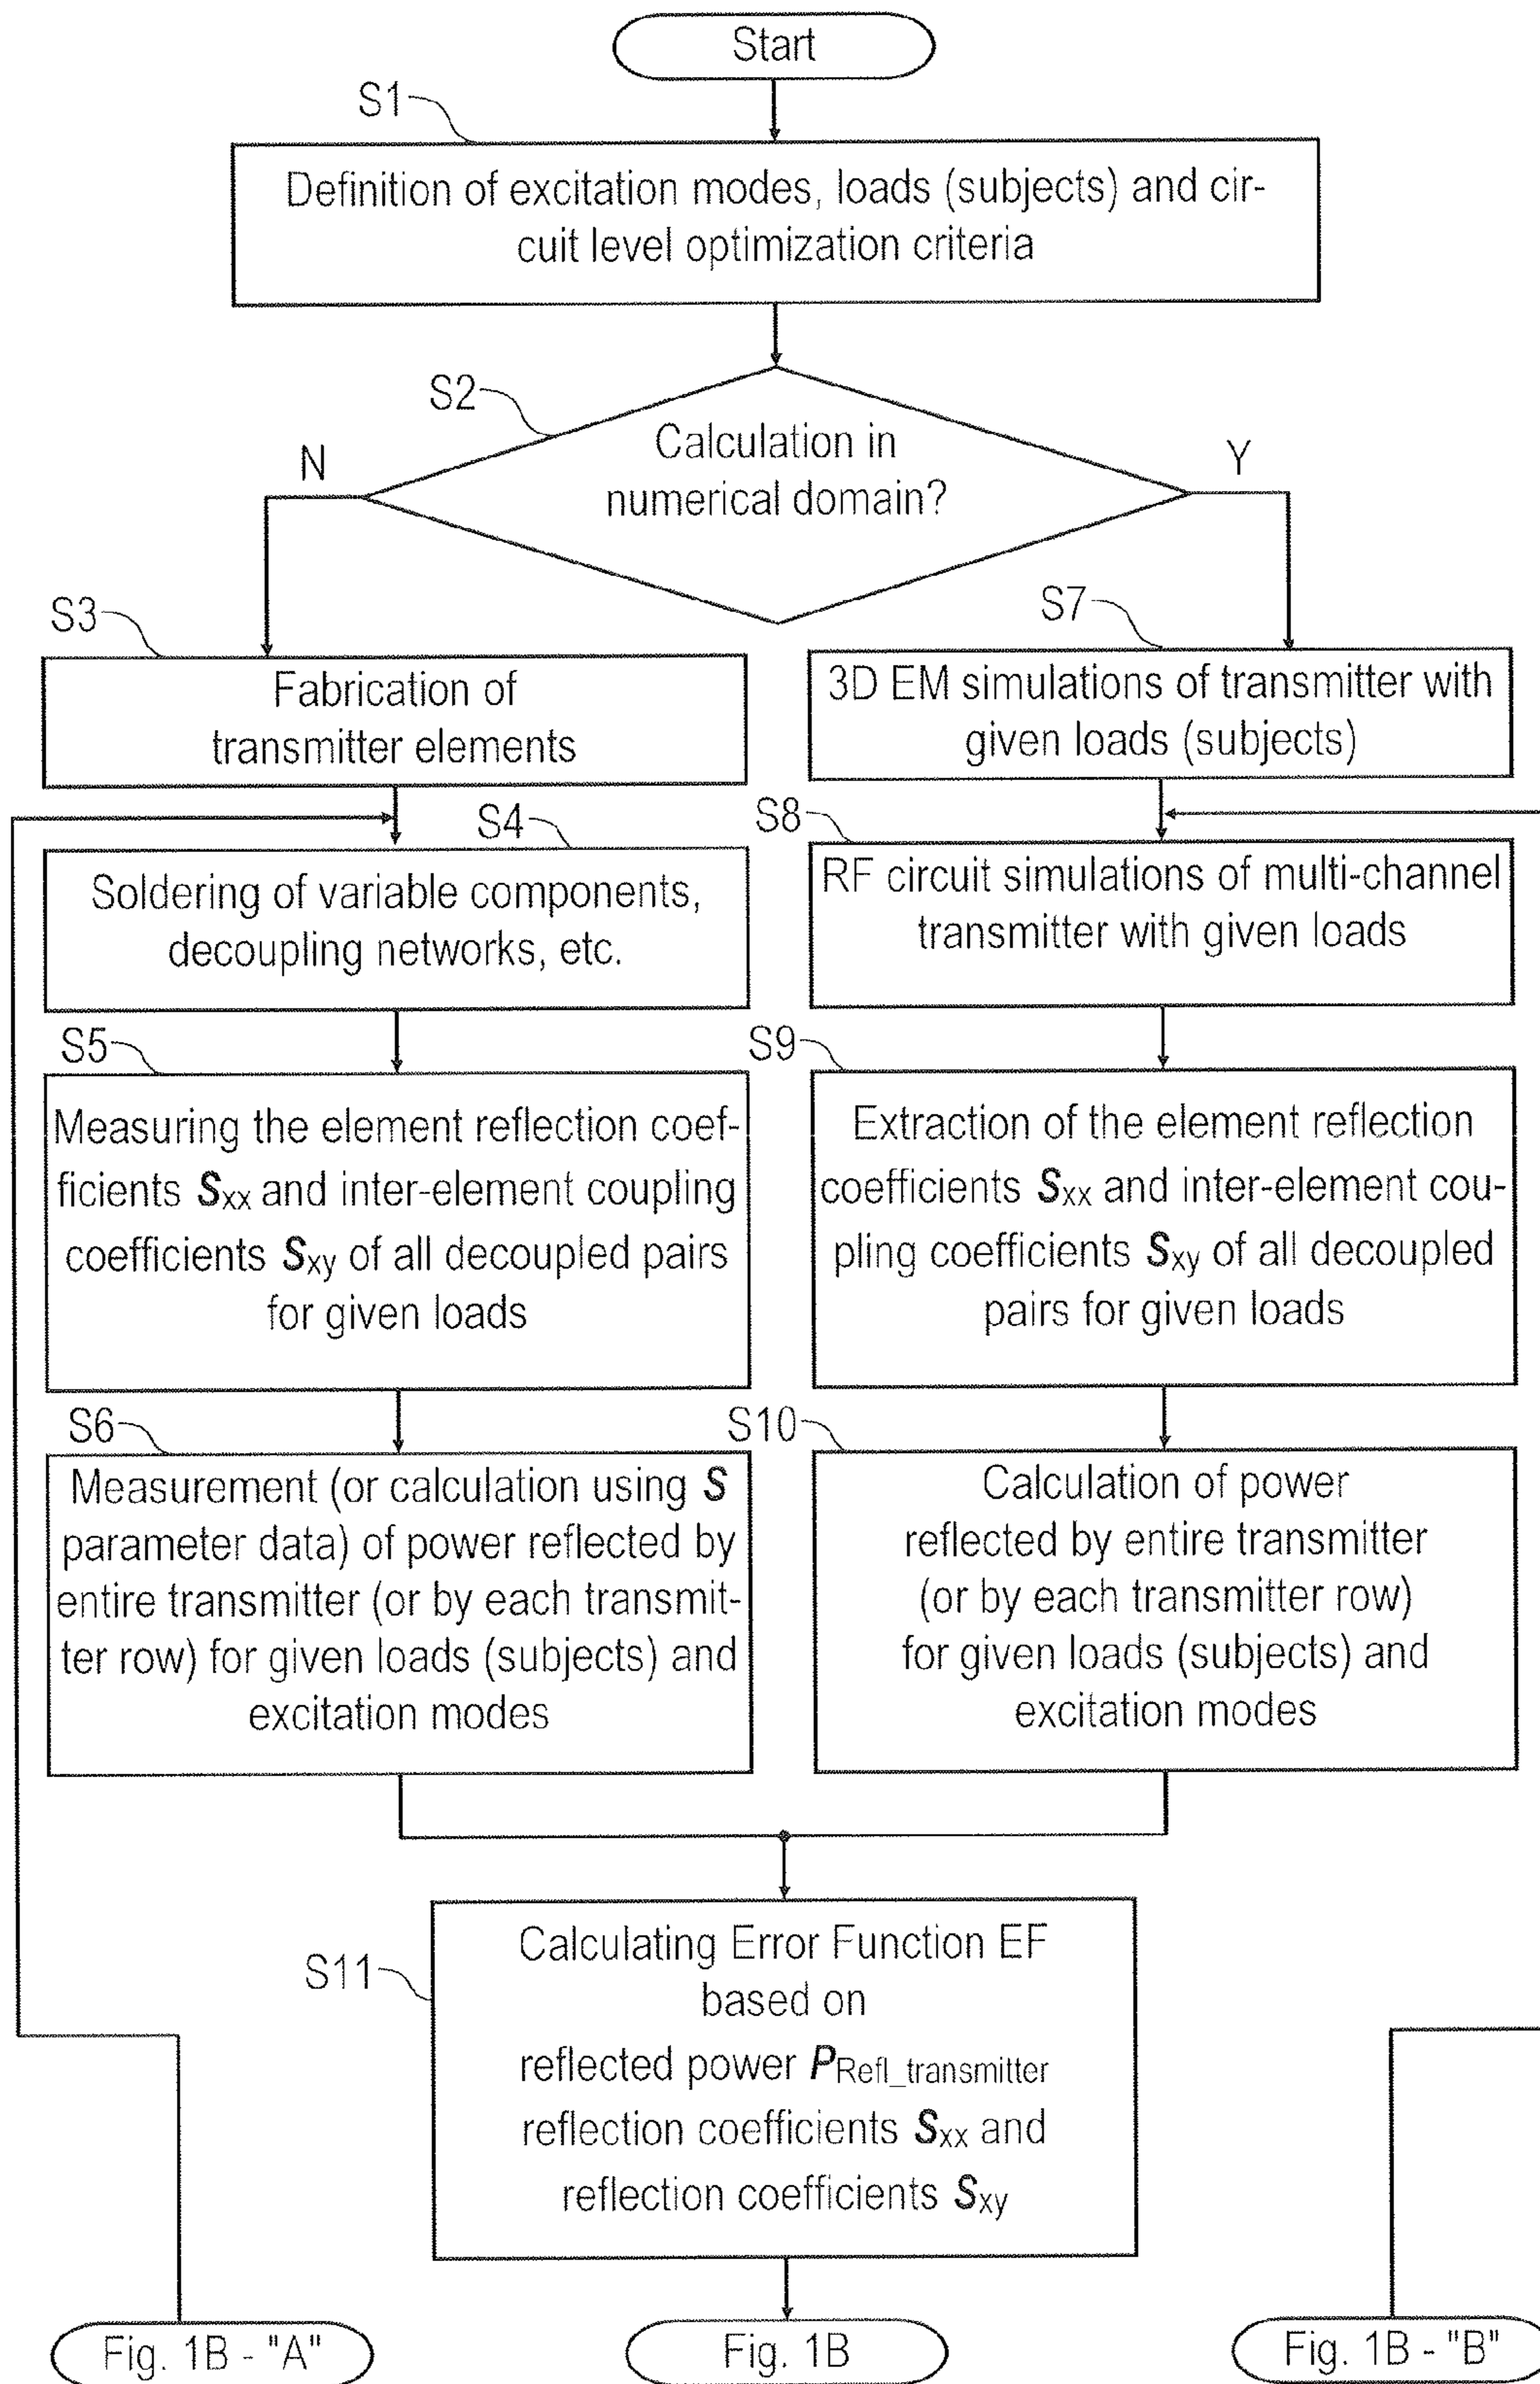 Start
S1
Definition of excitation modes, loads (subjects) and cir-
cuit level optimization criteria
S2
Calculation in
numerical domain?
N
Y
S3
Fabrication of
transmitter elements
S7
3D EM simulations of transmitter with
given loads (subjects)
S4
Soldering of variable components,
decoupling networks, etc.
S8
RF circuit simulations of multi-channel
transmitter with given loads
S5
Measuring the element reflection coef-
ficients Sxx and inter-element coupling
coefficients Sxy of all decoupled pairs
for given loads
S9
Extraction of the element reflection
coefficients Sxx and inter-element cou-
pling coefficients Sxy of all decoupled
pairs for given loads
S6
Measurement (or calculation using S
parameter data) of power reflected by
entire transmitter (or by each transmit-
ter row) for given loads (subjects) and
excitation modes
S10
Calculation of power
reflected by entire transmitter
(or by each transmitter row)
for given loads (subjects) and
excitation modes
S11
Calculating Error Function EF
based on
reflected power PRefl_transmitter
reflection coefficients Sxx and
reflection coefficients Sxy
Fig. 1B - "A"
Fig. 1B
Fig. 1B - "B"